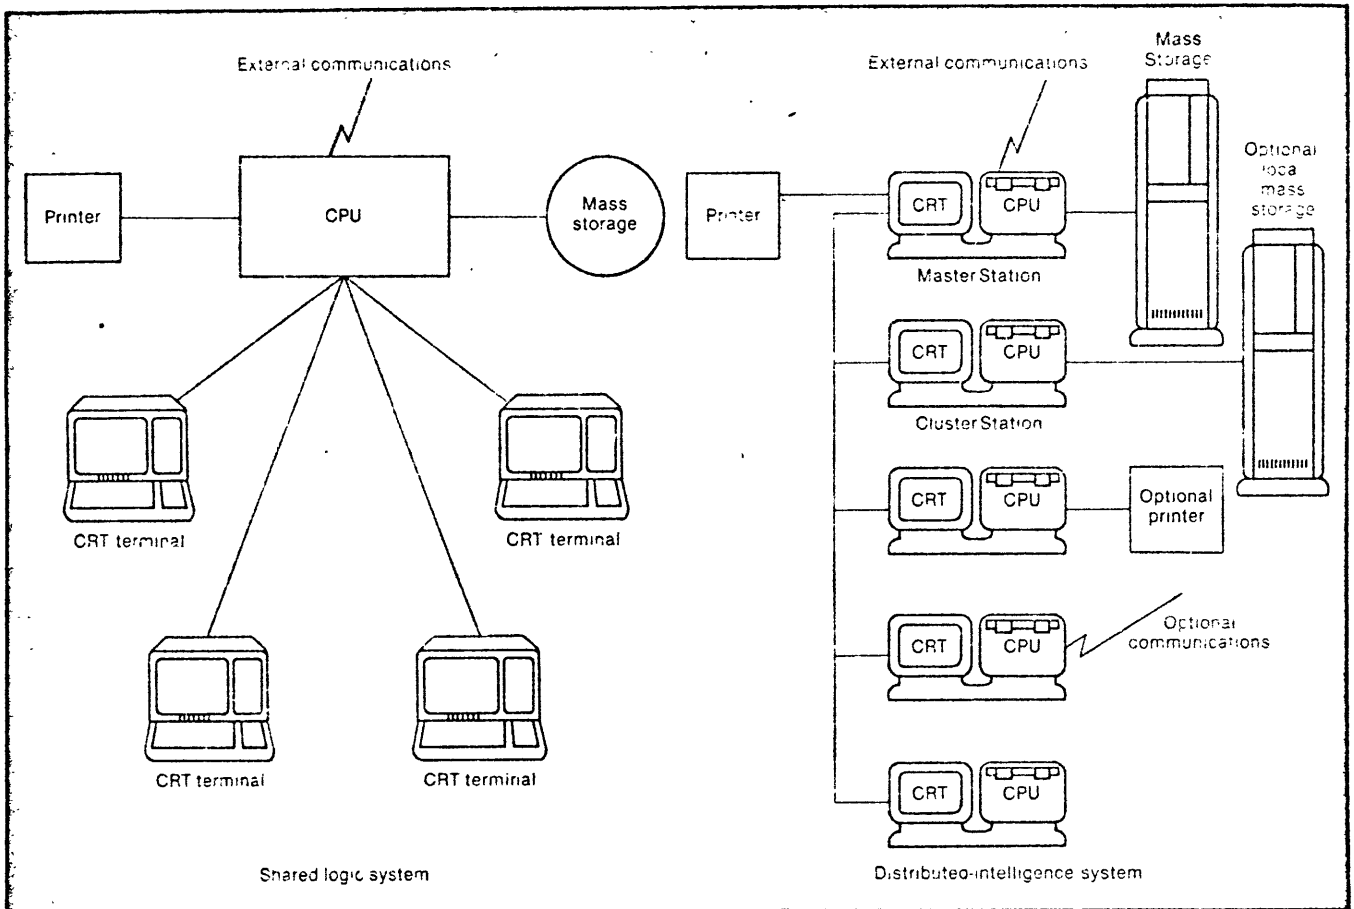 External communications
Printer
CPU
Mass
storage
CRT terminal
CRT terminal
CRT terminal
CRT terminal
Shared logic system
External communications
Mass
Storage
Optional
local
mass
storage
Printer
CRT
CPU
Master Station
CRT
CPU
Cluster Station
CRT
CPU
Optional
printer
CRT
CPU
Optional
communications
CRT
CPU
Distributed-intelligence system